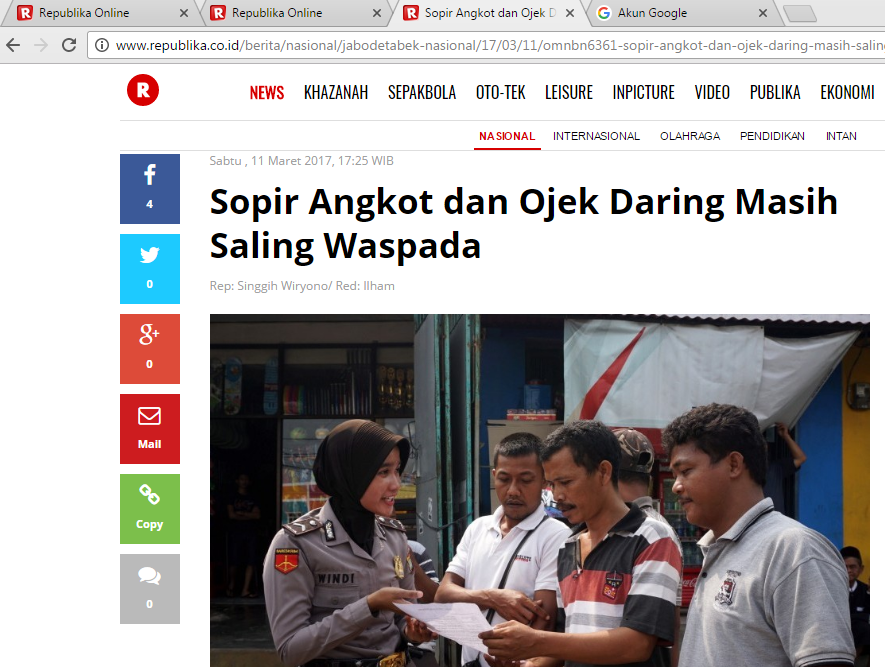 Republika Online
Republika Online
Sopir Angkot dan Ojek D
Akun Google
www.republika.co.id/berita/nasional/jabodetabek-nasional/17/03/11/omnbn6361-sopir-angkot-dan-ojek-daring-masih-saling
R
NEWS KHAZANAH SEPAKBOLA OTO-TEK LEISURE INPICTURE VIDEO PUBLIKA EKONOMI
NASIONAL INTERNASIONAL OLAHRAGA PENDIDIKAN INTAN
Sabtu , 11 Maret 2017, 17:25 WIB
Sopir Angkot dan Ojek Daring Masih
Saling Waspada
Rep: Singgih Wiryono/ Red: Ilham
4
0
g+
0
Mail
Copy
0
WINDI